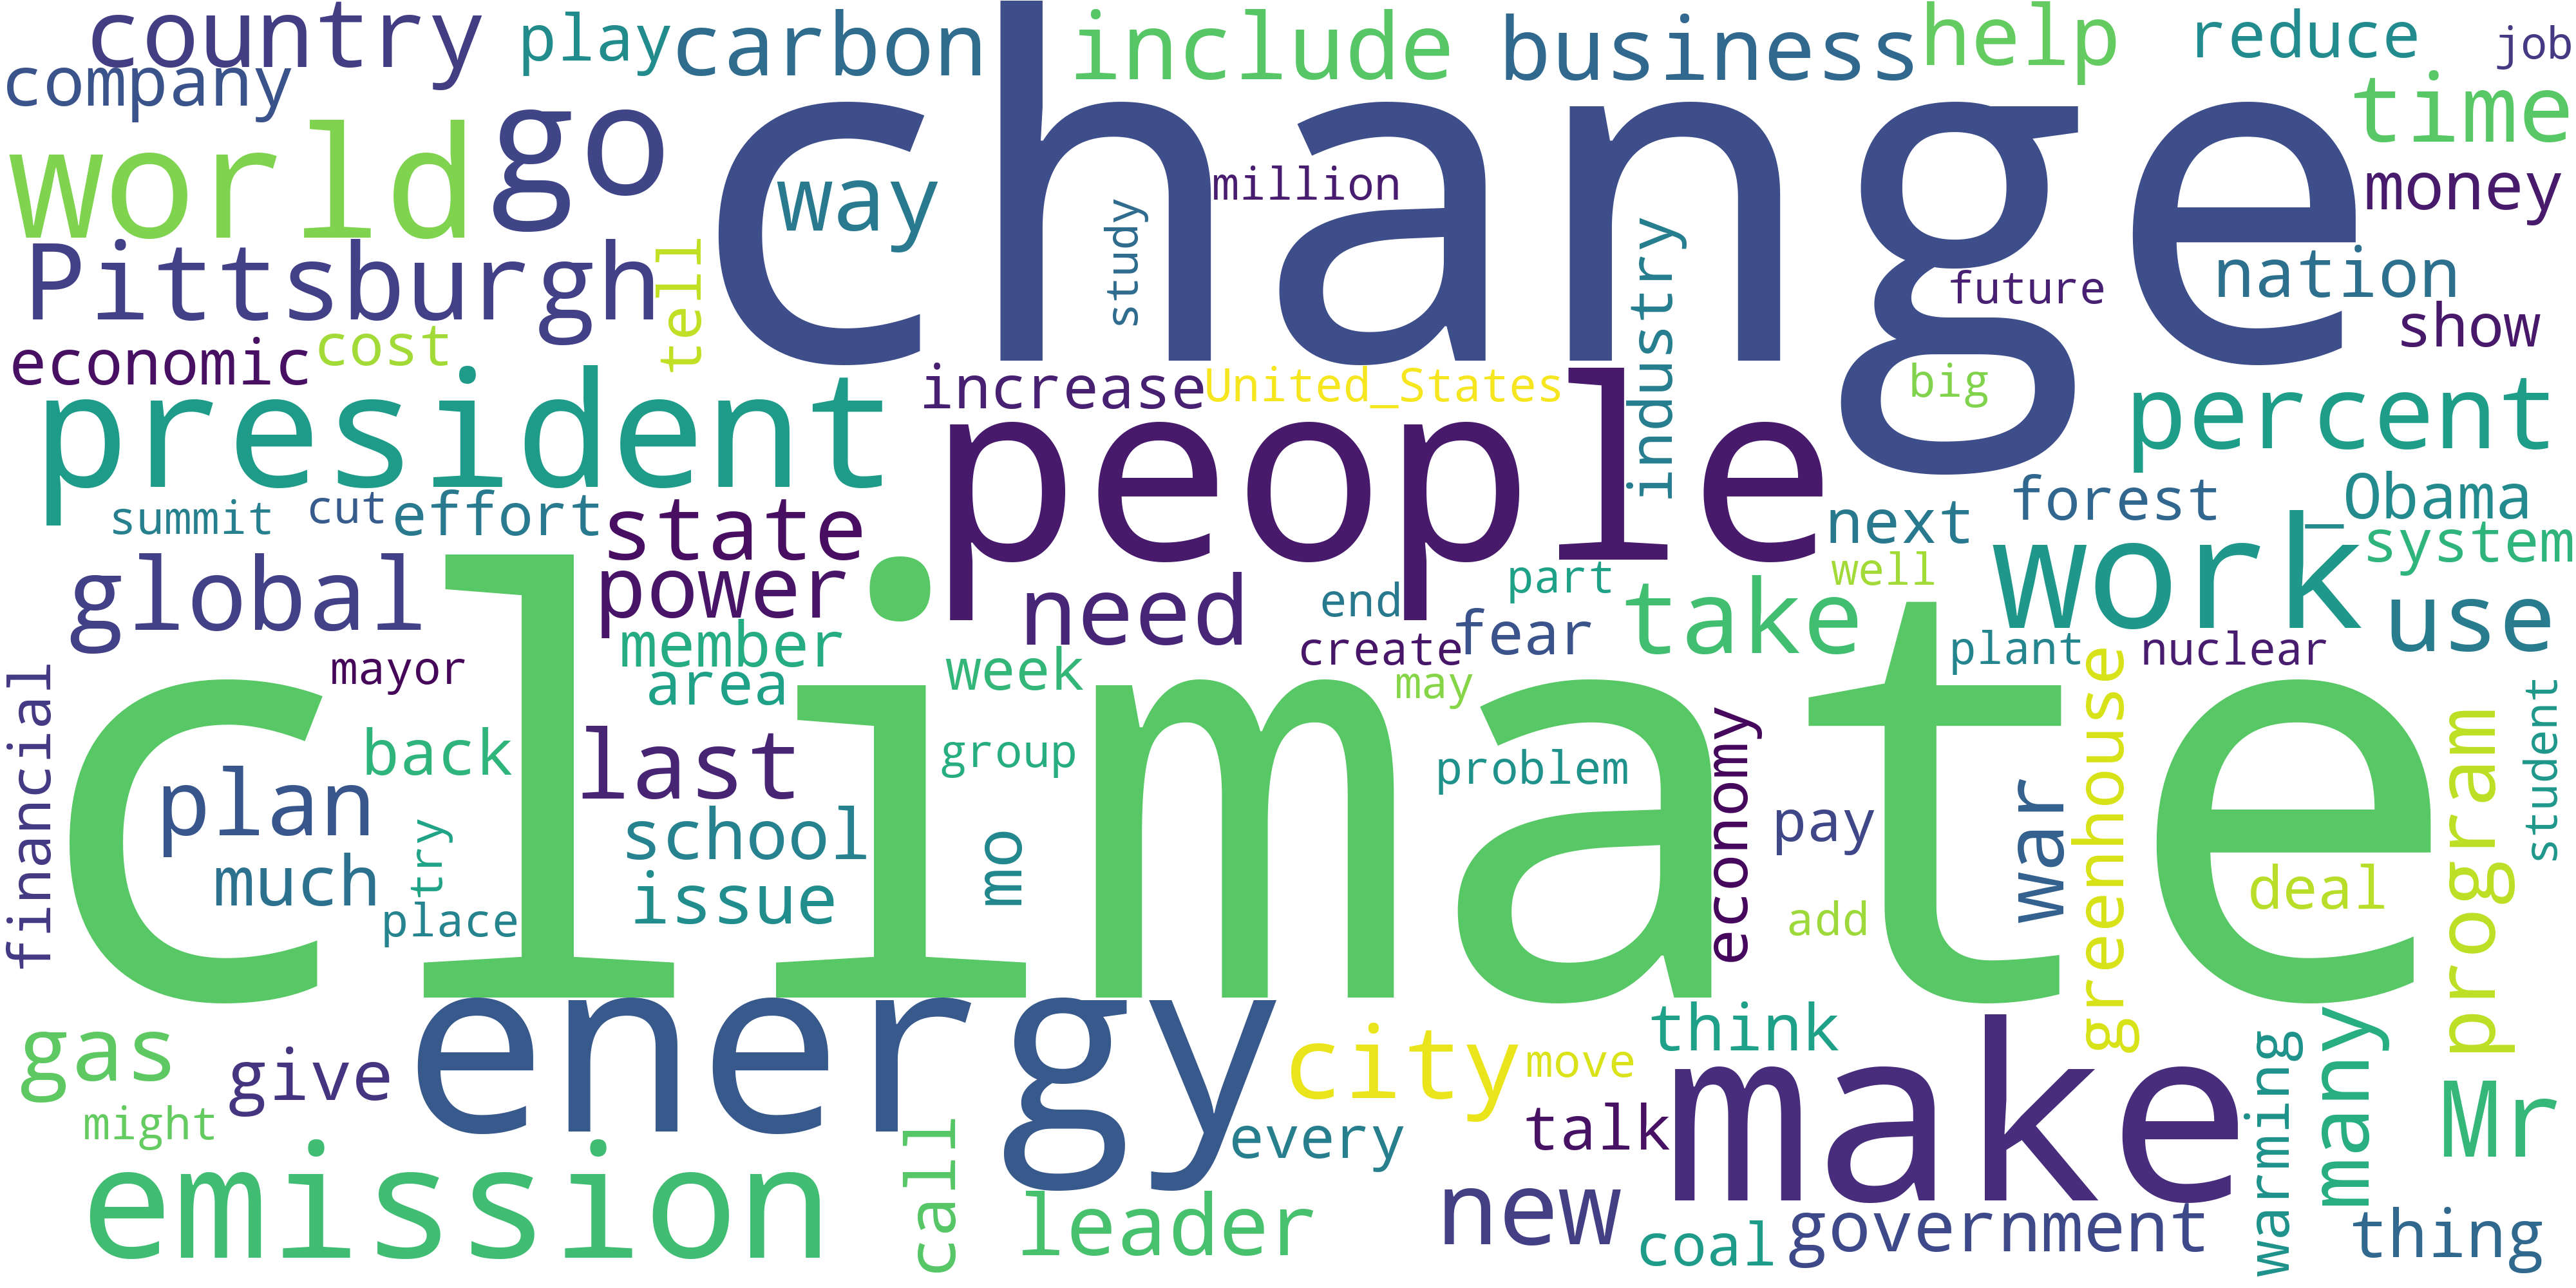 country
play
carbon
include
business
help
reduce
job
company
change
time
world
go
way
million
money
study
industry
Pittsburgh
tell
future
nation
economic
cost
show
president
increase
United_States
big
percent
people
summit
cut
effort
state
next
forest
_Obama
work
system
global
power
need
end
part
take
well
use
member
create
fear
plant
nuclear
mayor
area
week
may
climate
financial
greenhouse
student
back
last
group
problem
economy
program
plan
school
mo
pay
war
much
try
issue
add
deal
place
gas
energy
city
think
many
give
move
make
warming
Mr
might
call
every
talk
emission
leader
new
coal
government
thing